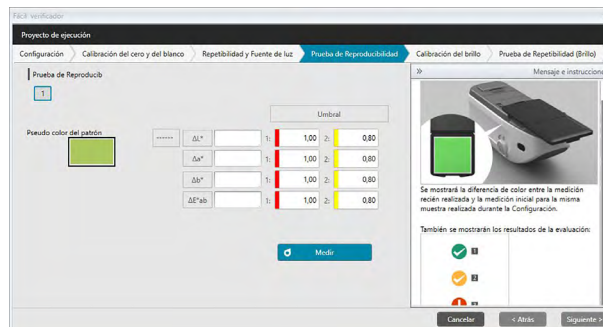 Fácil verificador
Proyecto de ejecución
Configuración
Calibración del cero y del blanco
Repetibilidad y Fuente de luz
Prueba de Reproducibilidad
Calibración del brillo
Prueba de Repetibilidad (Brillo)
Prueba de Reproducib
1
Pseudo color del patrón
Umbral
------ ΔL* 1: 1,00 2: 0,80
Δa* 1: 1,00 2: 0,80
Δb* 1: 1,00 2: 0,80
ΔE*ab 1: 1,00 2: 0,80
Medir
» Mensaje e instruccione
Se mostrará la diferencia de color entre la medición
recién realizada y la medición inicial para la misma
muestra realizada durante la Configuración.
También se mostrarán los resultados de la evaluación:
1
2
3
Cancelar
< Atrás
Siguiente >